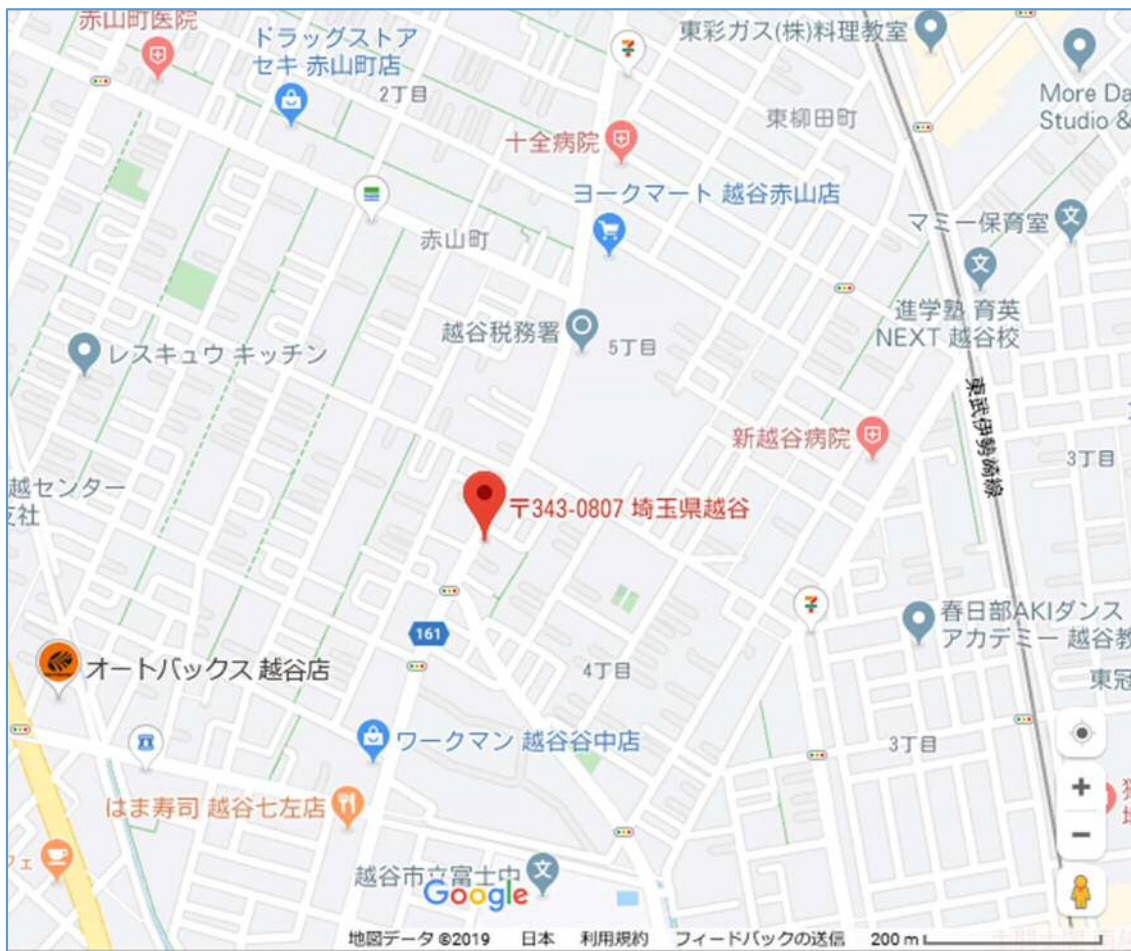 赤山町医院
ドラッグストア
セキ 赤山町店
2丁目
東彩ガス(株)料理教室
More Da
Studio &
東柳田町
十全病院
ヨークマート 越谷赤山店
赤山町
マミー保育室
進学塾 育英
NEXT 越谷校
越谷税務署
5丁目
レスキュウ キッチン
東武伊勢崎線
新越谷病院
3丁目
越センター
支社
〒343-0807 埼玉県越谷
161
春日部AKIダンス
アカデミー 越谷教
オートバックス 越谷店
4丁目
東冠
ワークマン 越谷谷中店
3丁目
はま寿司 越谷七左店
フェ
越谷市立富士中
Google
地図データ ©2019 日本 利用規約 フィードバックの送信 200 m